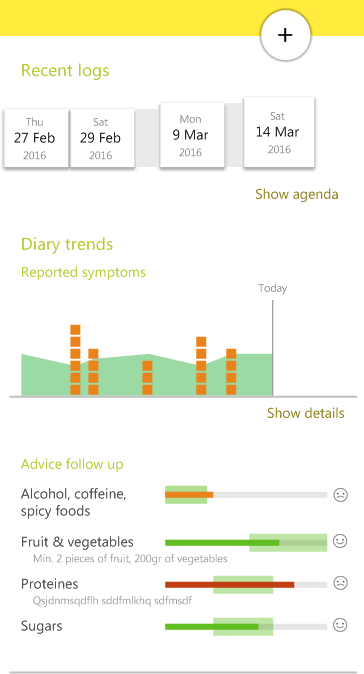 +
Recent logs
Thu
27 Feb
2016
Sat
29 Feb
2016
Mon
9 Mar
2016
Sat
14 Mar
2016
Show agenda
Diary trends
Reported symptoms
Today
Show details
Advice follow up
Alcohol, coffeine,
spicy foods
Fruit & vegetables
Min. 2 pieces of fruit, 200gr of vegetables
Proteines
Qsjdnmsqdflh sddfmlkhq sdfmsdf
Sugars